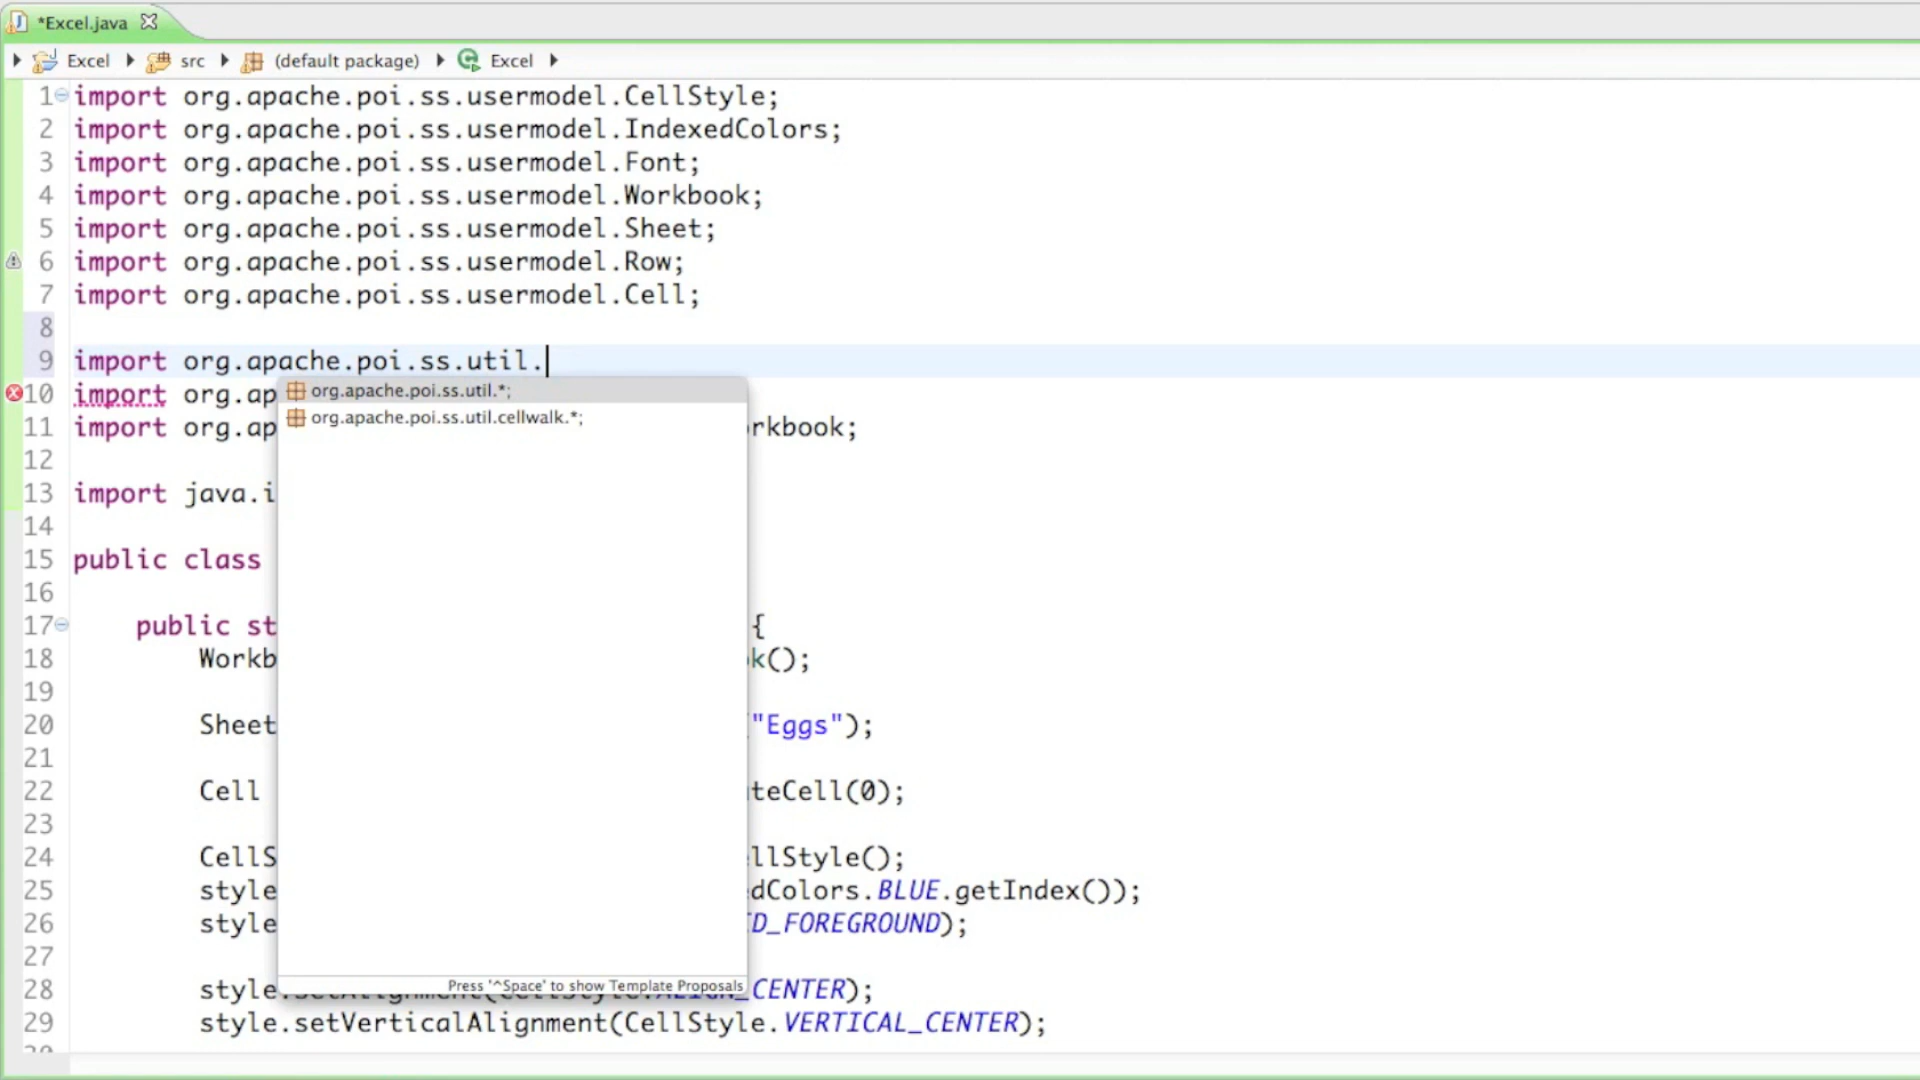 *Excel.java
Excel src (default package) Excel
1 import org.apache.poi.ss.usermodel.CellStyle;
2 import org.apache.poi.ss.usermodel.IndexedColors;
3 import org.apache.poi.ss.usermodel.Font;
4 import org.apache.poi.ss.usermodel.Workbook;
5 import org.apache.poi.ss.usermodel.Sheet;
6 import org.apache.poi.ss.usermodel.Row;
7 import org.apache.poi.ss.usermodel.Cell;
8
9 import org.apache.poi.ss.util.
org.apache.poi.ss.util.*;
10 import org.ap
org.apache.poi.ss.util.cellwalk.*;
11 import org.ap rkbook;
12
13 import java.i
14
15 public class
16
17 public st {
18 Workb k();
19
20 Sheet "Eggs");
21
22 Cell teCell(0);
23
24 CellS llStyle();
25 style dColors.BLUE.getIndex());
26 style D_FOREGROUND);
27
Press '^Space' to show Template Proposals
28 style.setAlignment(CellStyle.ALIGN_CENTER);
29 style.setVerticalAlignment(CellStyle.VERTICAL_CENTER);